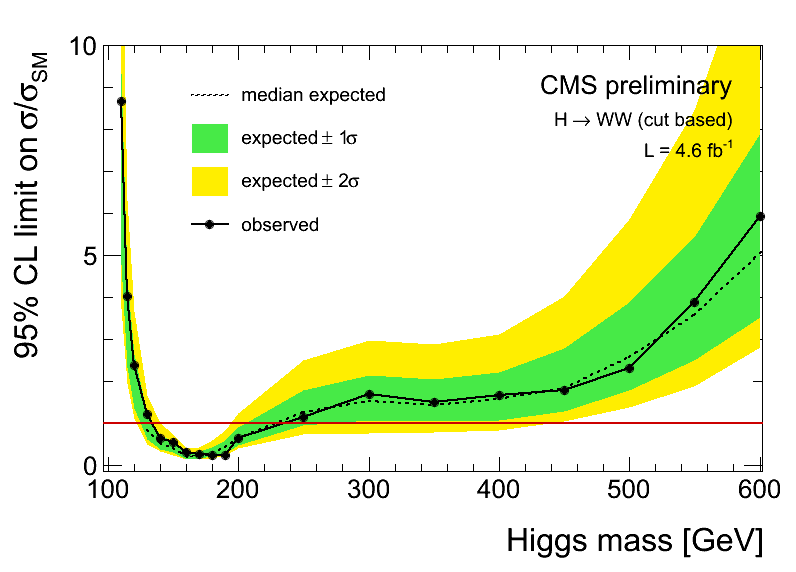 95% CL limit on σ/σSM
10
5
0
median expected
expected ± 1σ
expected ± 2σ
observed
CMS preliminary
H → WW (cut based)
L = 4.6 fb⁻¹
100 200 300 400 500 600
Higgs mass [GeV]